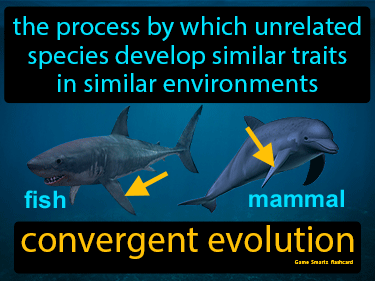 the process by which unrelated
species develop similar traits
in similar environments
fish
mammal
convergent evolution
Game Smartz flashcard